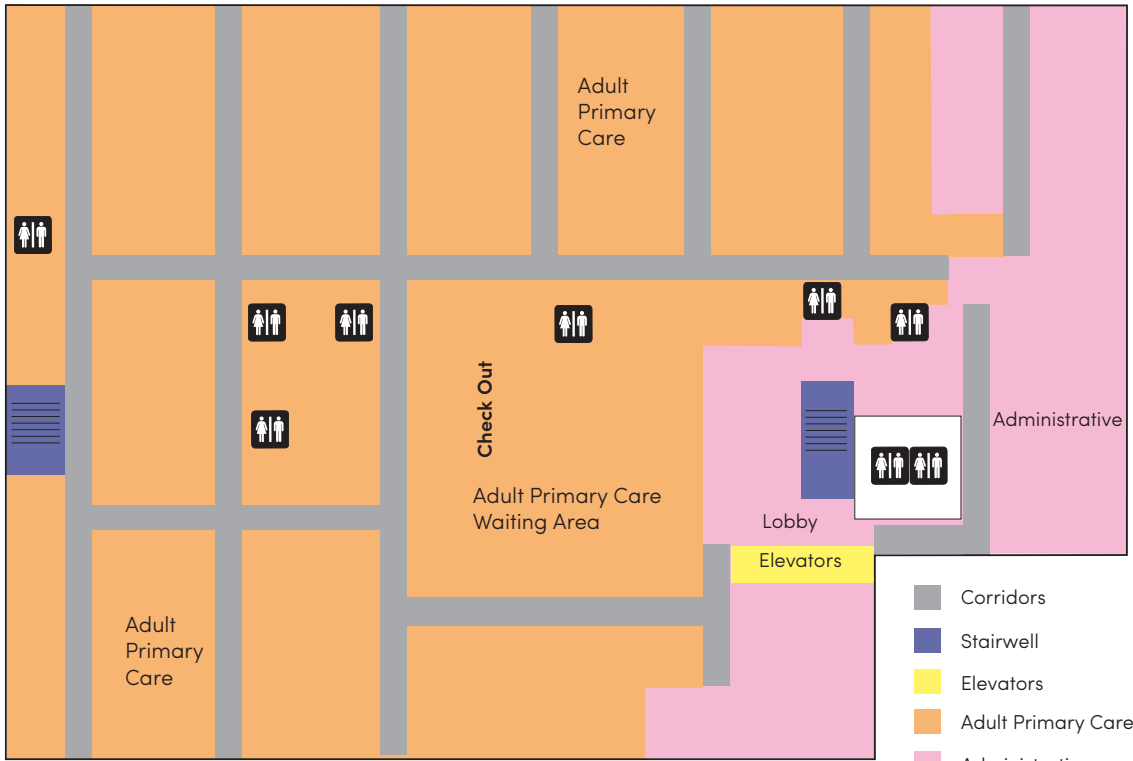 Adult
Primary
Care
Check Out
Administrative
Adult Primary Care
Waiting Area
Lobby
Elevators
Adult
Primary
Care
Corridors
Stairwell
Elevators
Adult Primary Care